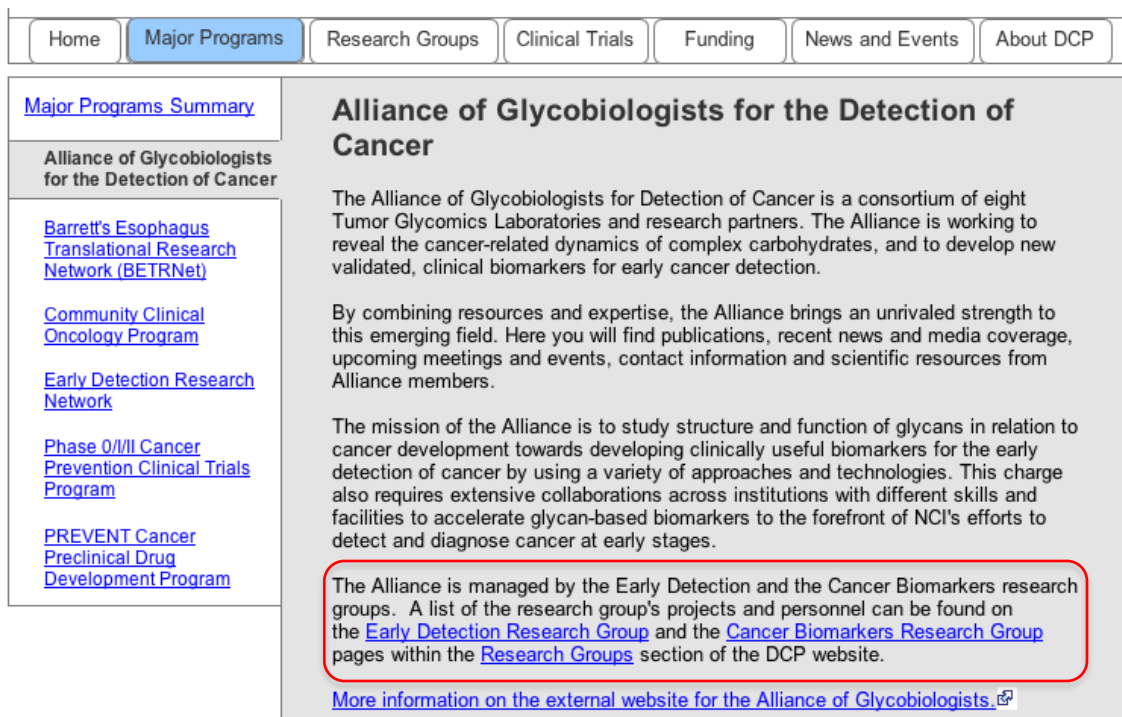 Home
Major Programs
Research Groups
Clinical Trials
Funding
News and Events
About DCP
Major Programs Summary
Alliance of Glycobiologists
for the Detection of Cancer
Barrett's Esophagus
Translational Research
Network (BETRNet)
Community Clinical
Oncology Program
Early Detection Research
Network
Phase 0/I/II Cancer
Prevention Clinical Trials
Program
PREVENT Cancer
Preclinical Drug
Development Program
Alliance of Glycobiologists for the Detection of
Cancer
The Alliance of Glycobiologists for Detection of Cancer is a consortium of eight
Tumor Glycomics Laboratories and research partners. The Alliance is working to
reveal the cancer-related dynamics of complex carbohydrates, and to develop new
validated, clinical biomarkers for early cancer detection.
By combining resources and expertise, the Alliance brings an unrivaled strength to
this emerging field. Here you will find publications, recent news and media coverage,
upcoming meetings and events, contact information and scientific resources from
Alliance members.
The mission of the Alliance is to study structure and function of glycans in relation to
cancer development towards developing clinically useful biomarkers for the early
detection of cancer by using a variety of approaches and technologies. This charge
also requires extensive collaborations across institutions with different skills and
facilities to accelerate glycan-based biomarkers to the forefront of NCI's efforts to
detect and diagnose cancer at early stages.
The Alliance is managed by the Early Detection and the Cancer Biomarkers research
groups.  A list of the research group's projects and personnel can be found on
the Early Detection Research Group and the Cancer Biomarkers Research Group
pages within the Research Groups section of the DCP website.
More information on the external website for the Alliance of Glycobiologists.